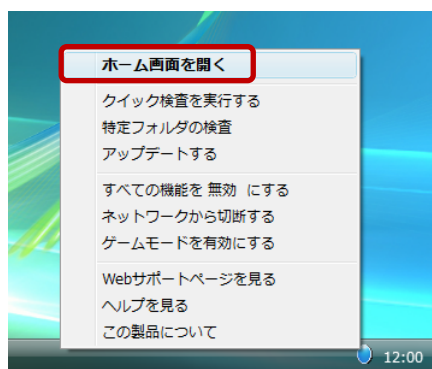 ホーム画面を開く
クイック検査を実行する
特定フォルダの検査
アップデートする
すべての機能を 無効 にする
ネットワークから切断する
ゲームモードを有効にする
Webサポートページを見る
ヘルプを見る
この製品について
12:00